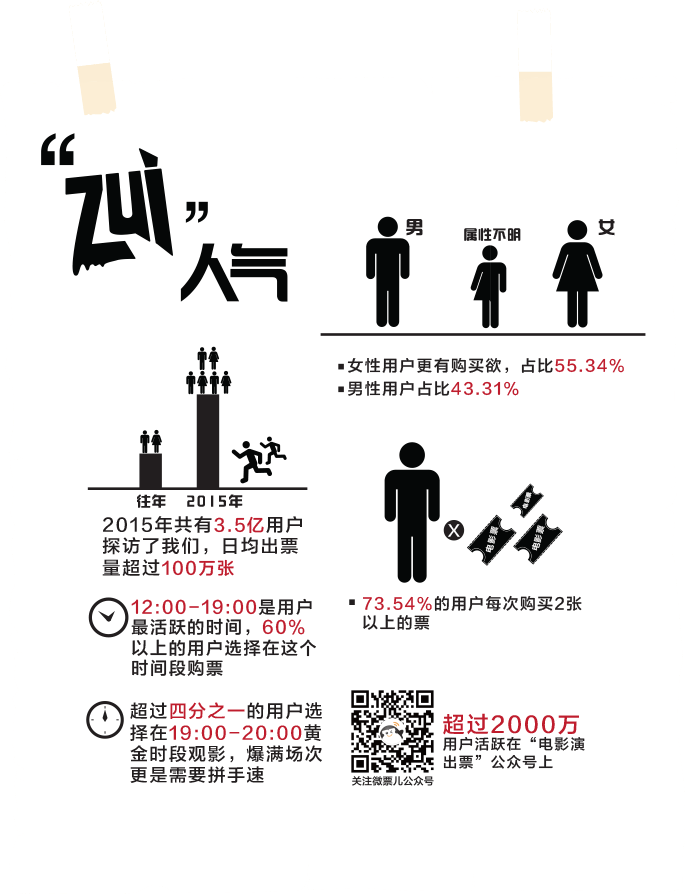 “zui”
人气
男
属性不明
女
▪女性用户更有购买欲，占比55.34%
▪男性用户占比43.31%
往年 2015年
2015年共有3.5亿用户
探访了我们，日均出票
量超过100万张
12:00-19:00是用户
最活跃的时间，60%
以上的用户选择在这个
时间段购票
超过四分之一的用户选
择在19:00-20:00黄
金时段观影，爆满场次
更是需要拼手速
X
电影票
电影票
电影票
▪ 73.54%的用户每次购买2张
以上的票
关注微票儿公众号
超过2000万
用户活跃在“电影演
出票”公众号上